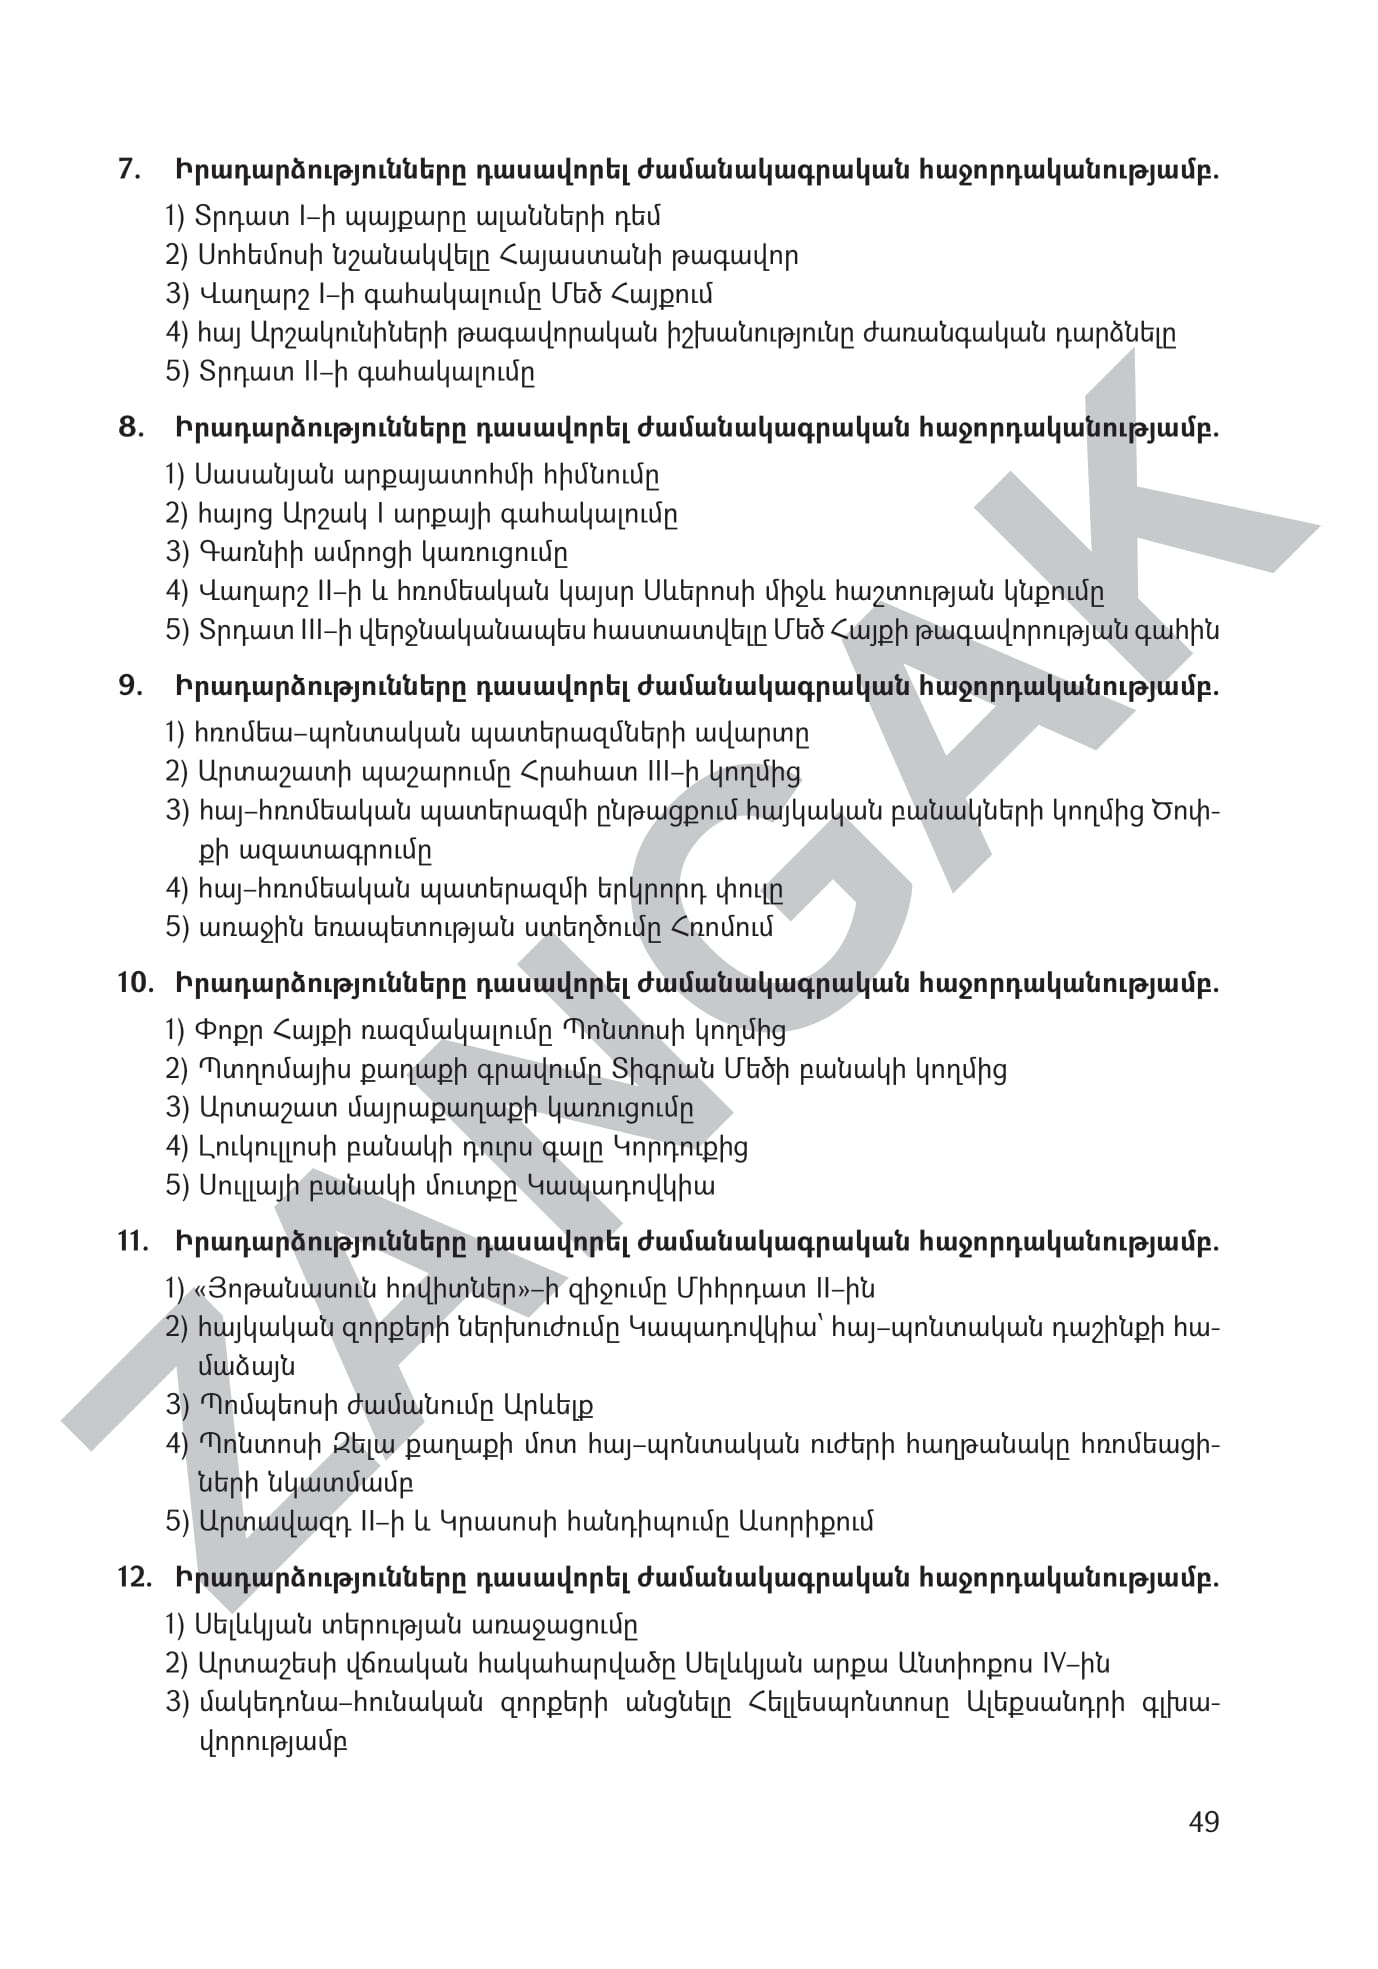 7. Իրադարձությունները դասավորել ժամանակագրական հաջորդականությամբ.
1) Տրդատ I–ի պայքարը ալանների դեմ
2) Սոհեմոսի նշանակվելը Հայաստանի թագավոր
3) Վաղարշ I–ի գահակալումը Մեծ Հայքում
4) հայ Արշակունիների թագավորական իշխանությունը ժառանգական դարձնելը
5) Տրդատ II–ի գահակալումը
8. Իրադարձությունները դասավորել ժամանակագրական հաջորդականությամբ.
1) Սասանյան արքայատոհմի հիմնումը
2) հայոց Արշակ I արքայի գահակալումը
3) Գառնիի ամրոցի կառուցումը
4) Վաղարշ II–ի և հռոմեական կայսր Սևերոսի միջև հաշտության կնքումը
5) Տրդատ III–ի վերջնականապես հաստատվելը Մեծ Հայքի թագավորության գահին
9. Իրադարձությունները դասավորել ժամանակագրական հաջորդականությամբ.
1) հռոմեա–պոնտական պատերազմների ավարտը
2) Արտաշատի պաշարումը Հրահատ III–ի կողմից
3) հայ–հռոմեական պատերազմի ընթացքում հայկական բանակների կողմից Ծոփ-
քի ազատագրումը
4) հայ–հռոմեական պատերազմի երկրորդ փուլը
5) առաջին եռապետության ստեղծումը Հռոմում
10. Իրադարձությունները դասավորել ժամանակագրական հաջորդականությամբ.
1) Փոքր Հայքի ռազմակալումը Պոնտոսի կողմից
2) Պտղոմայիս քաղաքի գրավումը Տիգրան Մեծի բանակի կողմից
3) Արտաշատ մայրաքաղաքի կառուցումը
4) Լուկուլլոսի բանակի դուրս գալը Կորդուքից
5) Սուլլայի բանակի մուտքը Կապադովկիա
11. Իրադարձությունները դասավորել ժամանակագրական հաջորդականությամբ.
1) «Յոթանասուն հովիտներ»–ի զիջումը Միհրդատ II–ին
2) հայկական զորքերի ներխուժումը Կապադովկիա՝ հայ–պոնտական դաշինքի հա-
մաձայն
3) Պոմպեոսի ժամանումը Արևելք
4) Պոնտոսի Զելա քաղաքի մոտ հայ–պոնտական ուժերի հաղթանակը հռոմեացի-
ների նկատմամբ
5) Արտավազդ II–ի և Կրասոսի հանդիպումը Ասորիքում
12. Իրադարձությունները դասավորել ժամանակագրական հաջորդականությամբ.
1) Սելևկյան տերության առաջացումը
2) Արտաշեսի վճռական հակահարվածը Սելևկյան արքա Անտիոքոս IV–ին
3) մակեդոնա–հունական զորքերի անցնելը Հելլեսպոնտոսը Ալեքսանդրի գլխա-
վորությամբ
49
ZANGAK